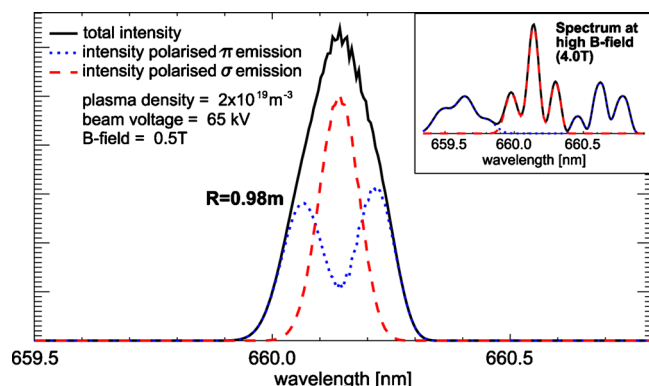 total intensity
intensity polarised π emission
intensity polarised σ emission
plasma density = 2x10¹⁹m⁻³
beam voltage = 65 kV
B-field = 0.5T
R=0.98m
Spectrum at
high B-field
(4.0T)
659.5 660.0 660.5
wavelength [nm]
659.5 660.0 660.5
wavelength [nm]